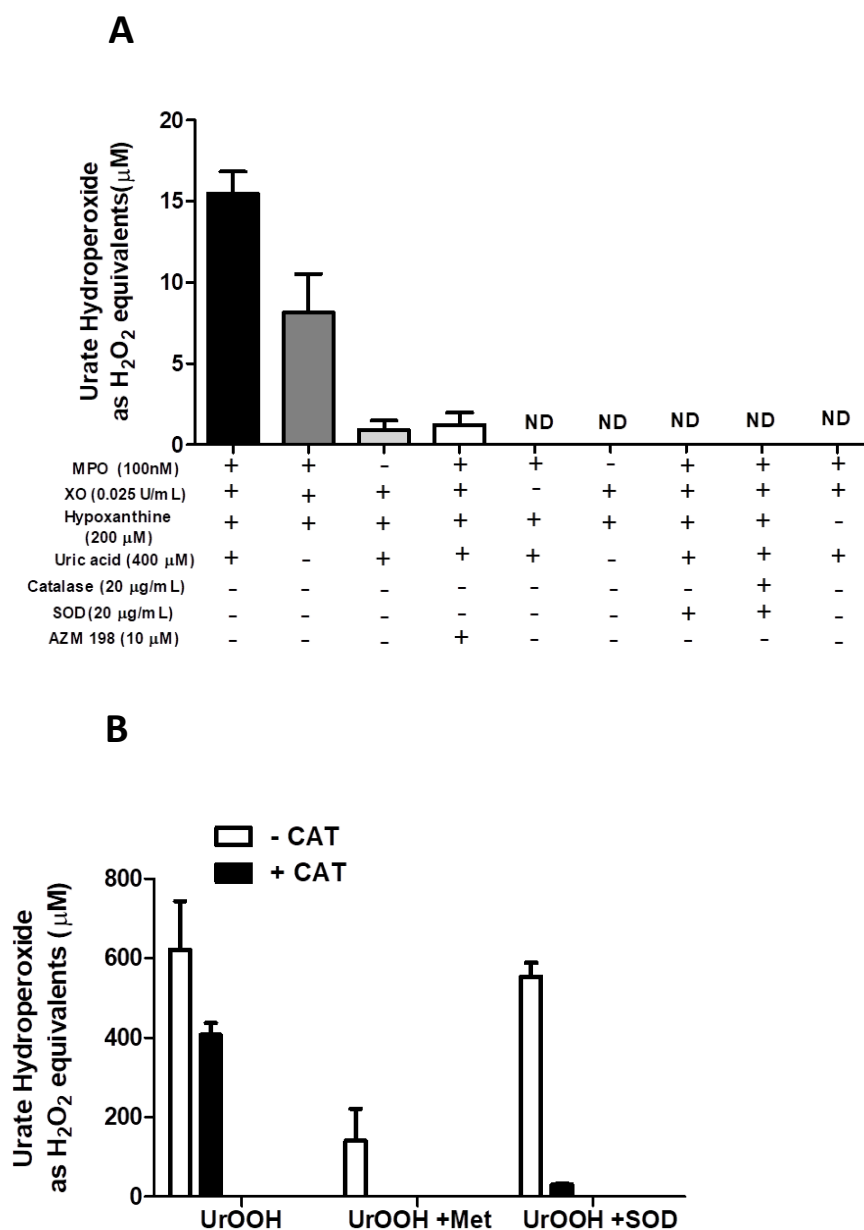 A
Urate Hydroperoxide
as H₂O₂ equivalents(μM)
20
15
10
5
0
ND ND ND ND ND
MPO (100nM) + + - + + - + + +
XO (0.025 U/mL) + + + + - + + + +
Hypoxanthine + + + + + + + + -
(200 μM)
Uric acid (400 μM) + - + + + - + + +
Catalase (20 μg/mL) - - - - - - - + -
SOD(20 μg/mL) - - - - - - + + -
AZM 198 (10 μM) - - - + - - - - -
B
- CAT
+ CAT
Urate Hydroperoxide
as H₂O₂ equivalents (μM)
800
600
400
200
0
UrOOH UrOOH +Met UrOOH +SOD